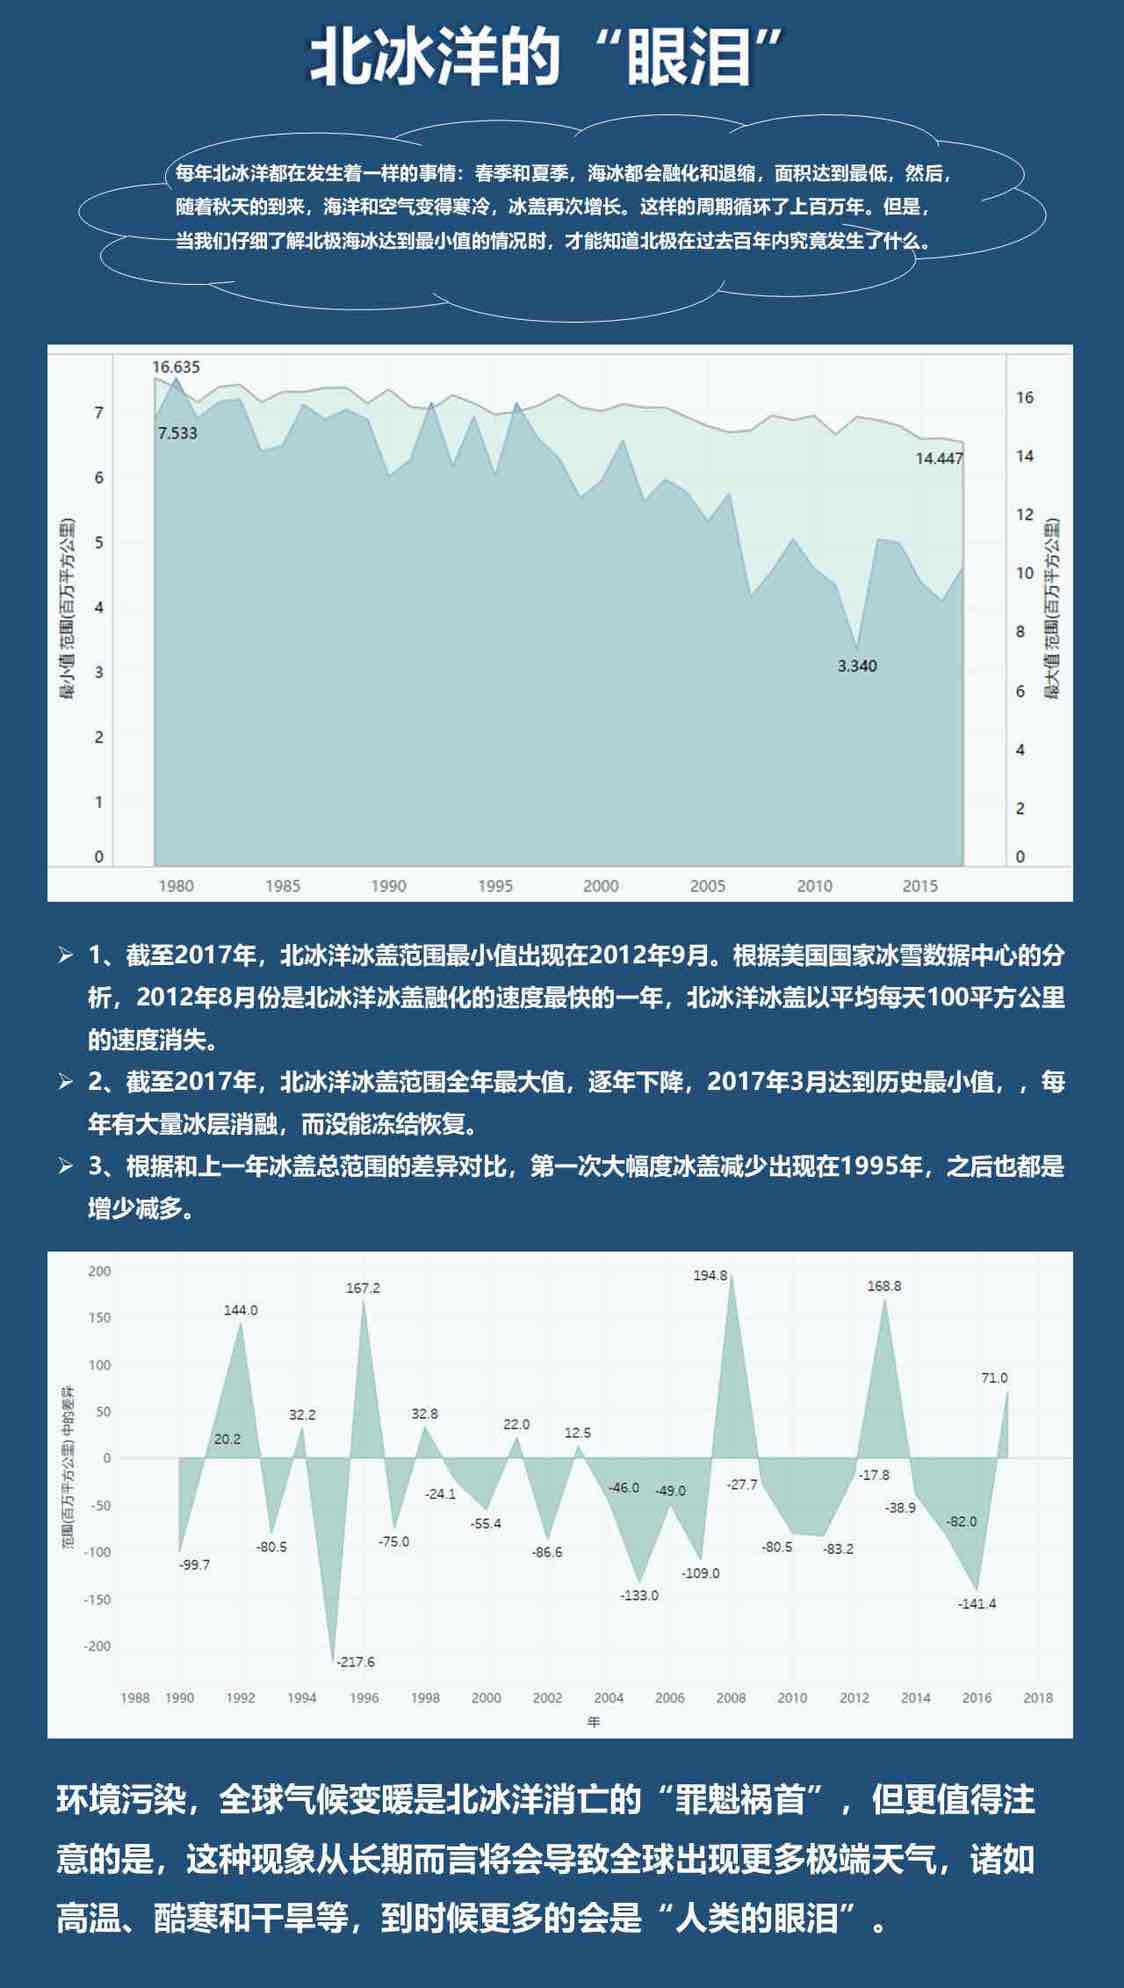 北冰洋的“眼泪”
每年北冰洋都在发生着一样的事情：春季和夏季，海冰都会融化和退缩，面积达到最低，然后，
随着秋天的到来，海洋和空气变得寒冷，冰盖再次增长。这样的周期循环了上百万年。但是，
当我们仔细了解北极海冰达到最小值的情况时，才能知道北极在过去百年内究竟发生了什么。
16.635
7.533
14.447
3.340
7
6
5
4
3
2
1
0
最小值 范围(百万平方公里)
16
14
12
10
8
6
4
2
0
最大值 范围(百万平方公里)
1980 1985 1990 1995 2000 2005 2010 2015
➢ 1、截至2017年，北冰洋冰盖范围最小值出现在2012年9月。根据美国国家冰雪数据中心的分
析，2012年8月份是北冰洋冰盖融化的速度最快的一年，北冰洋冰盖以平均每天100平方公里
的速度消失。
➢ 2、截至2017年，北冰洋冰盖范围全年最大值，逐年下降，2017年3月达到历史最小值，，每
年有大量冰层消融，而没能冻结恢复。
➢ 3、根据和上一年冰盖总范围的差异对比，第一次大幅度冰盖减少出现在1995年，之后也都是
增少减多。
200
150
100
50
0
-50
-100
-150
-200
范围(百万平方公里) 中的差异
-99.7
20.2
144.0
-80.5
32.2
-217.6
167.2
-75.0
32.8
-24.1
-55.4
22.0
-86.6
12.5
-46.0
-133.0
-49.0
-109.0
194.8
-27.7
-80.5
-83.2
-17.8
168.8
-38.9
-82.0
-141.4
71.0
1988 1990 1992 1994 1996 1998 2000 2002 2004 2006 2008 2010 2012 2014 2016 2018
年
环境污染，全球气候变暖是北冰洋消亡的“罪魁祸首”，但更值得注
意的是，这种现象从长期而言将会导致全球出现更多极端天气，诸如
高温、酷寒和干旱等，到时候更多的会是“人类的眼泪”。